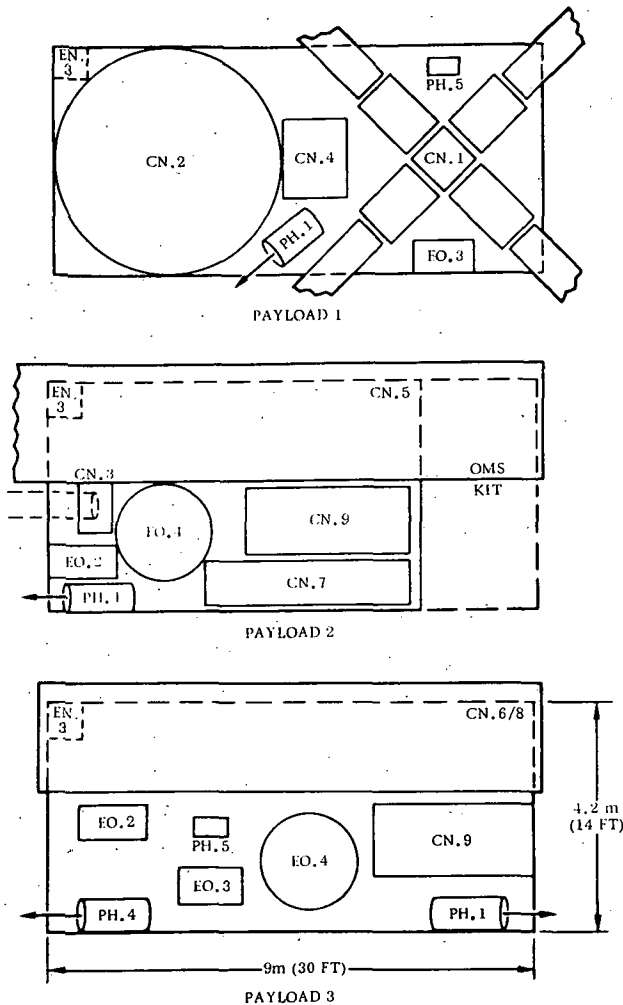 EN.
3
PH.5
CN.2
CN.4
CN.1
PH.1
EO.3
PAYLOAD 1
EN.
3
CN.5
CN.3
OMS
KIT
EO.4
CN.9
EO.2
CN.7
PH.1
PAYLOAD 2
EN.
3
CN.6/8
EO.2
PH.5
4.2 m
(14 FT)
CN.9
EO.4
EO.3
PH.4
PH.1
9m (30 FT)
PAYLOAD 3